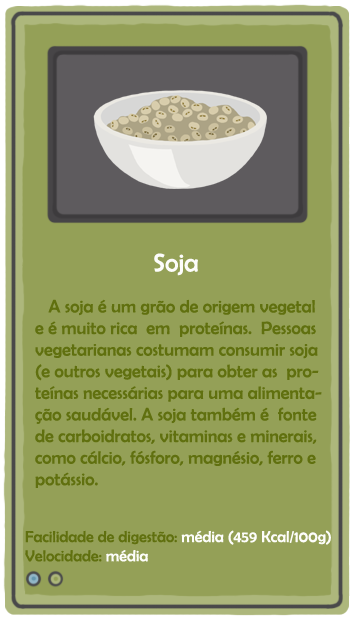 Soja
A soja é um grão de origem vegetal
e é muito rica em proteínas. Pessoas
vegetarianas costumam consumir soja
(e outros vegetais) para obter as pro-
teínas necessárias para uma alimenta-
ção saudável. A soja também é fonte
de carboidratos, vitaminas e minerais,
como cálcio, fósforo, magnésio, ferro e
potássio.
Facilidade de digestão: média (459 Kcal/100g)
Velocidade: média